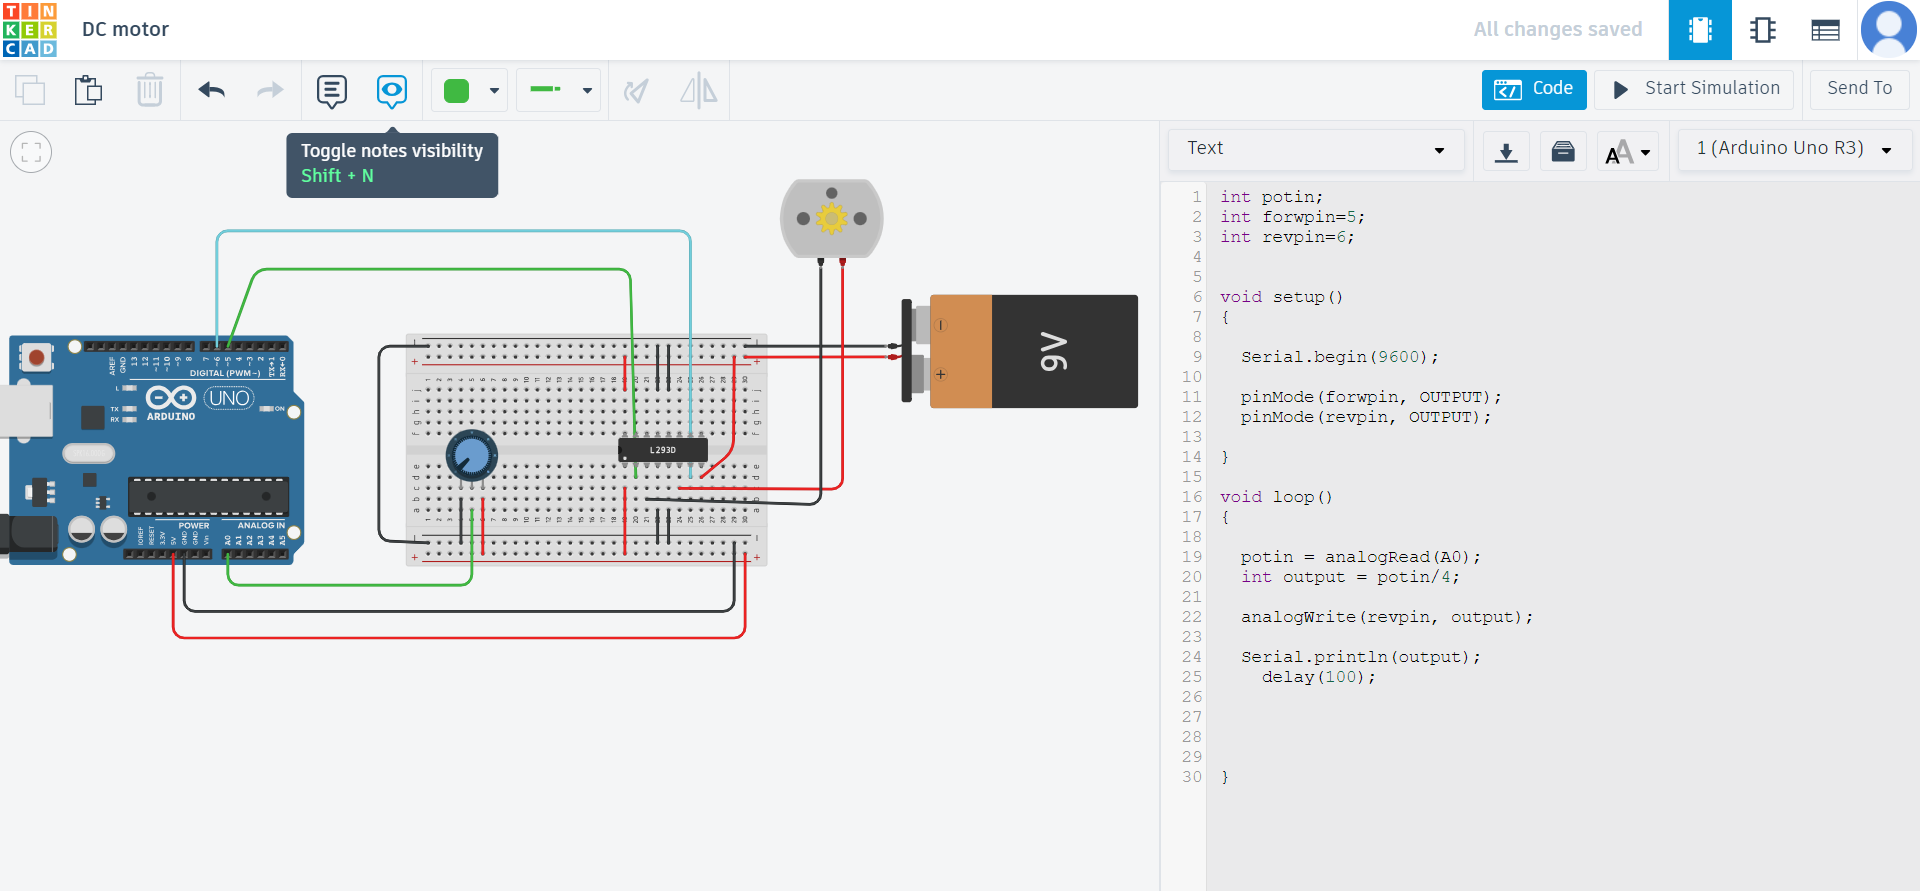 TINKERCAD
DC motor
All changes saved
Code
Start Simulation
Send To
Toggle notes visibility
Shift + N
Text
1 (Arduino Uno R3)
1 int potin;
2 int forwpin=5;
3 int revpin=6;
4
5
6 void setup()
7 {
8
9 Serial.begin(9600);
10
11 pinMode(forwpin, OUTPUT);
12 pinMode(revpin, OUTPUT);
13
14 }
15
16 void loop()
17 {
18
19 potin = analogRead(A0);
20 int output = potin/4;
21
22 analogWrite(revpin, output);
23
24 Serial.println(output);
25 delay(100);
26
27
28
29
30 }
9V
AREF
GND
13
12
~11
~10
~9
8
7
~6
~5
4
~3
2
TX→1
RX←0
DIGITAL (PWM ~)
L
TX
RX
ARDUINO
UNO
ON
POWER
ANALOG IN
IOREF
RESET
3.3V
5V
GND
GND
Vin
A0
A1
A2
A3
A4
A5
L293D